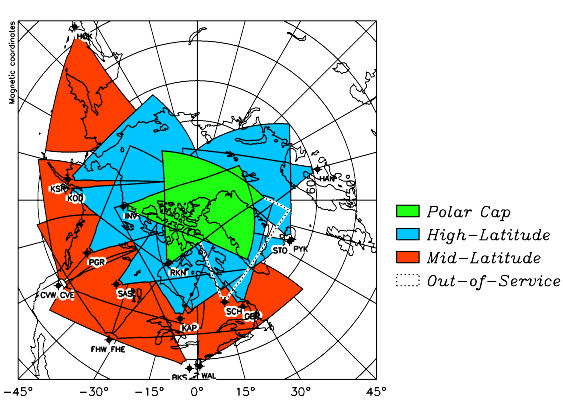 Magnetic coordinates
HOK
KSR
KOD
HAN
60°
INV
STO PYK
PGR
RKN
CVW CVE
SAS
SCH
KAP
FHW FHE
BKS WAL
Polar Cap
High-Latitude
Mid-Latitude
Out-of-Service
-45° -30° -15° 0° 15° 30° 45°